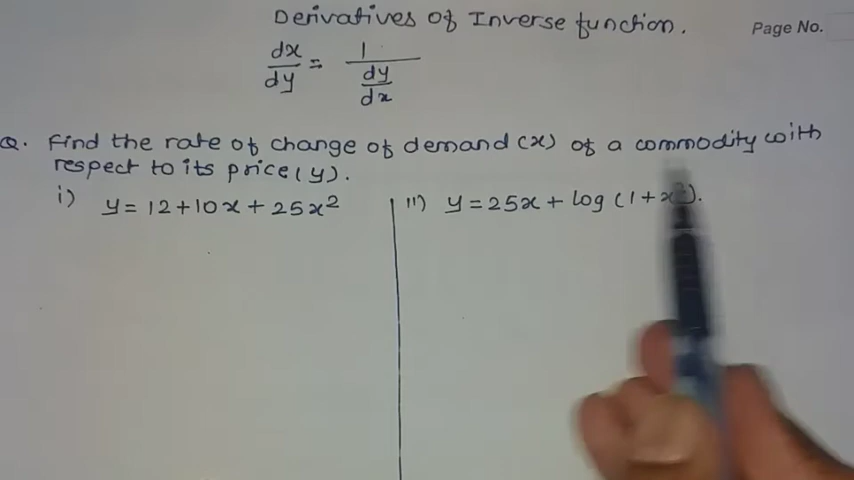 Derivatives of Inverse function.
Page No.
dx/dy = 1/(dy/dx)
Q. Find the rate of change of demand (x) of a commodity with
respect to its price (y).
i) y = 12 + 10x + 25x²
ii) y = 25x + log (1 + x²).